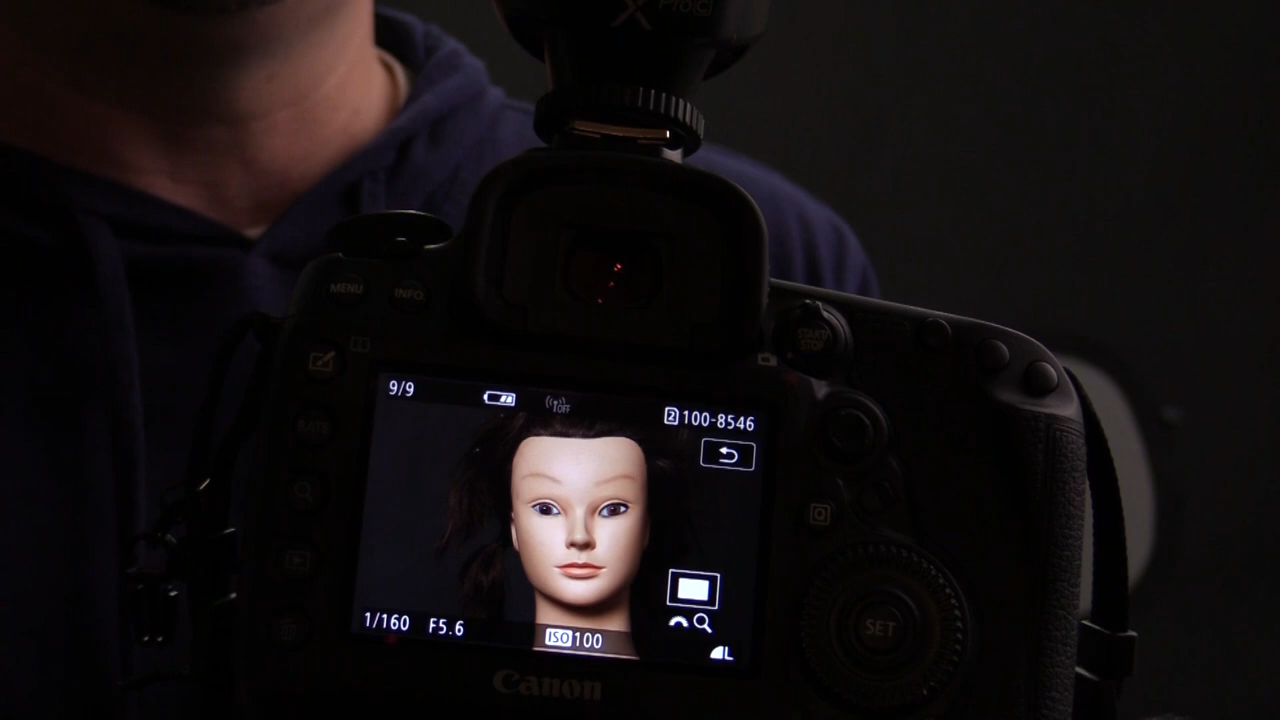 X Pro C
MENU
INFO.
START/
STOP
9/9
OFF
2 100-8546
RATE
Q
1/160 F5.6
ISO 100
L
SET
Canon